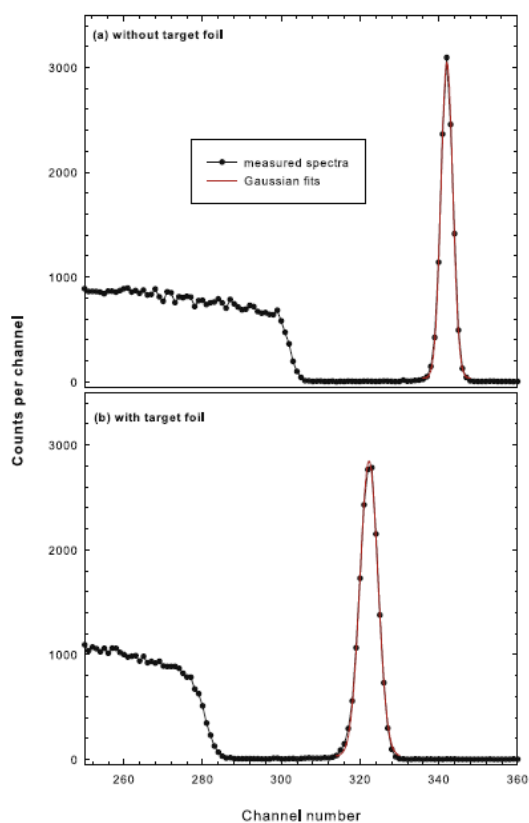 (a) without target foil
3000
measured spectra
Gaussian fits
2000
1000
0
Counts per channel
(b) with target foil
3000
2000
1000
0
260 280 300 320 340 360
Channel number